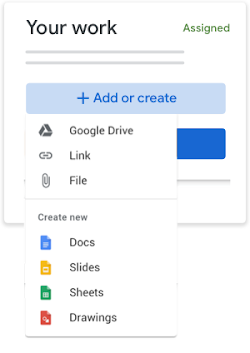 Your work
Assigned
+ Add or create
Google Drive
Link
File
Create new
Docs
Slides
Sheets
Drawings